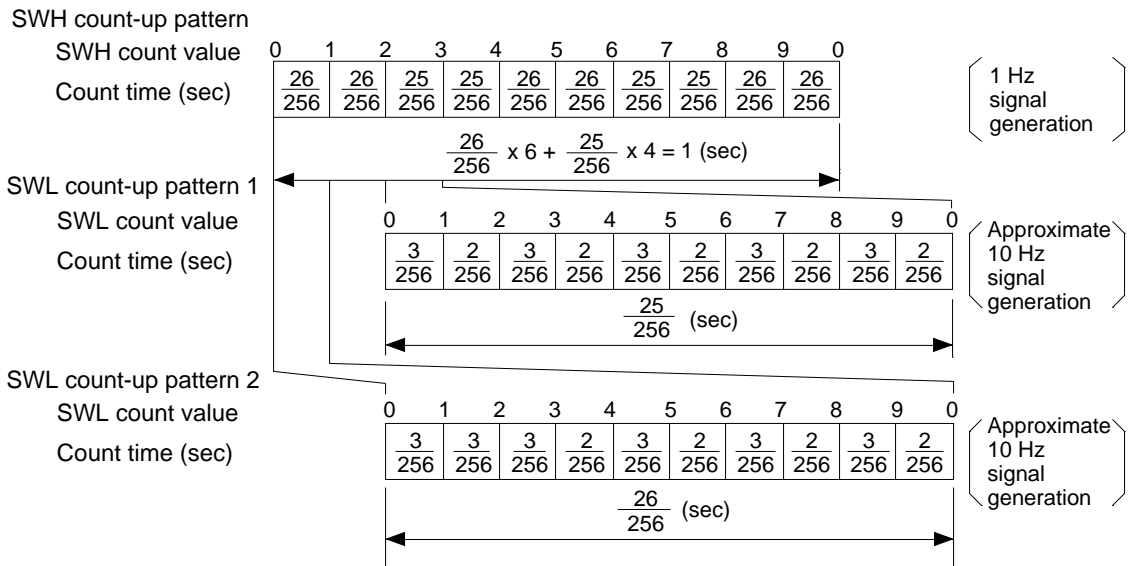 SWH count-up pattern
SWH count value 0 1 2 3 4 5 6 7 8 9 0
Count time (sec) 26/256 26/256 25/256 25/256 26/256 26/256 25/256 25/256 26/256 26/256
1 Hz
signal
generation
26/256 x 6 + 25/256 x 4 = 1 (sec)
SWL count-up pattern 1
SWL count value 0 1 2 3 4 5 6 7 8 9 0
Count time (sec) 3/256 2/256 3/256 2/256 3/256 2/256 3/256 2/256 3/256 2/256
Approximate
10 Hz
signal
generation
25/256 (sec)
SWL count-up pattern 2
SWL count value 0 1 2 3 4 5 6 7 8 9 0
Count time (sec) 3/256 3/256 3/256 2/256 3/256 2/256 3/256 2/256 3/256 2/256
Approximate
10 Hz
signal
generation
26/256 (sec)